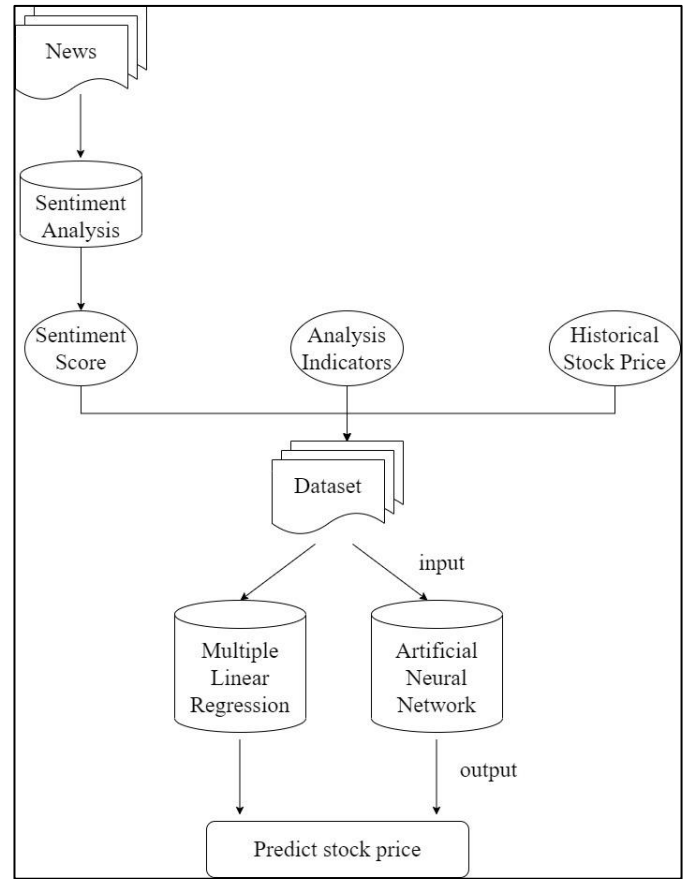 News
Sentiment
Analysis
Sentiment
Score
Analysis
Indicators
Historical
Stock Price
Dataset
input
Multiple
Linear
Regression
Artificial
Neural
Network
output
Predict stock price